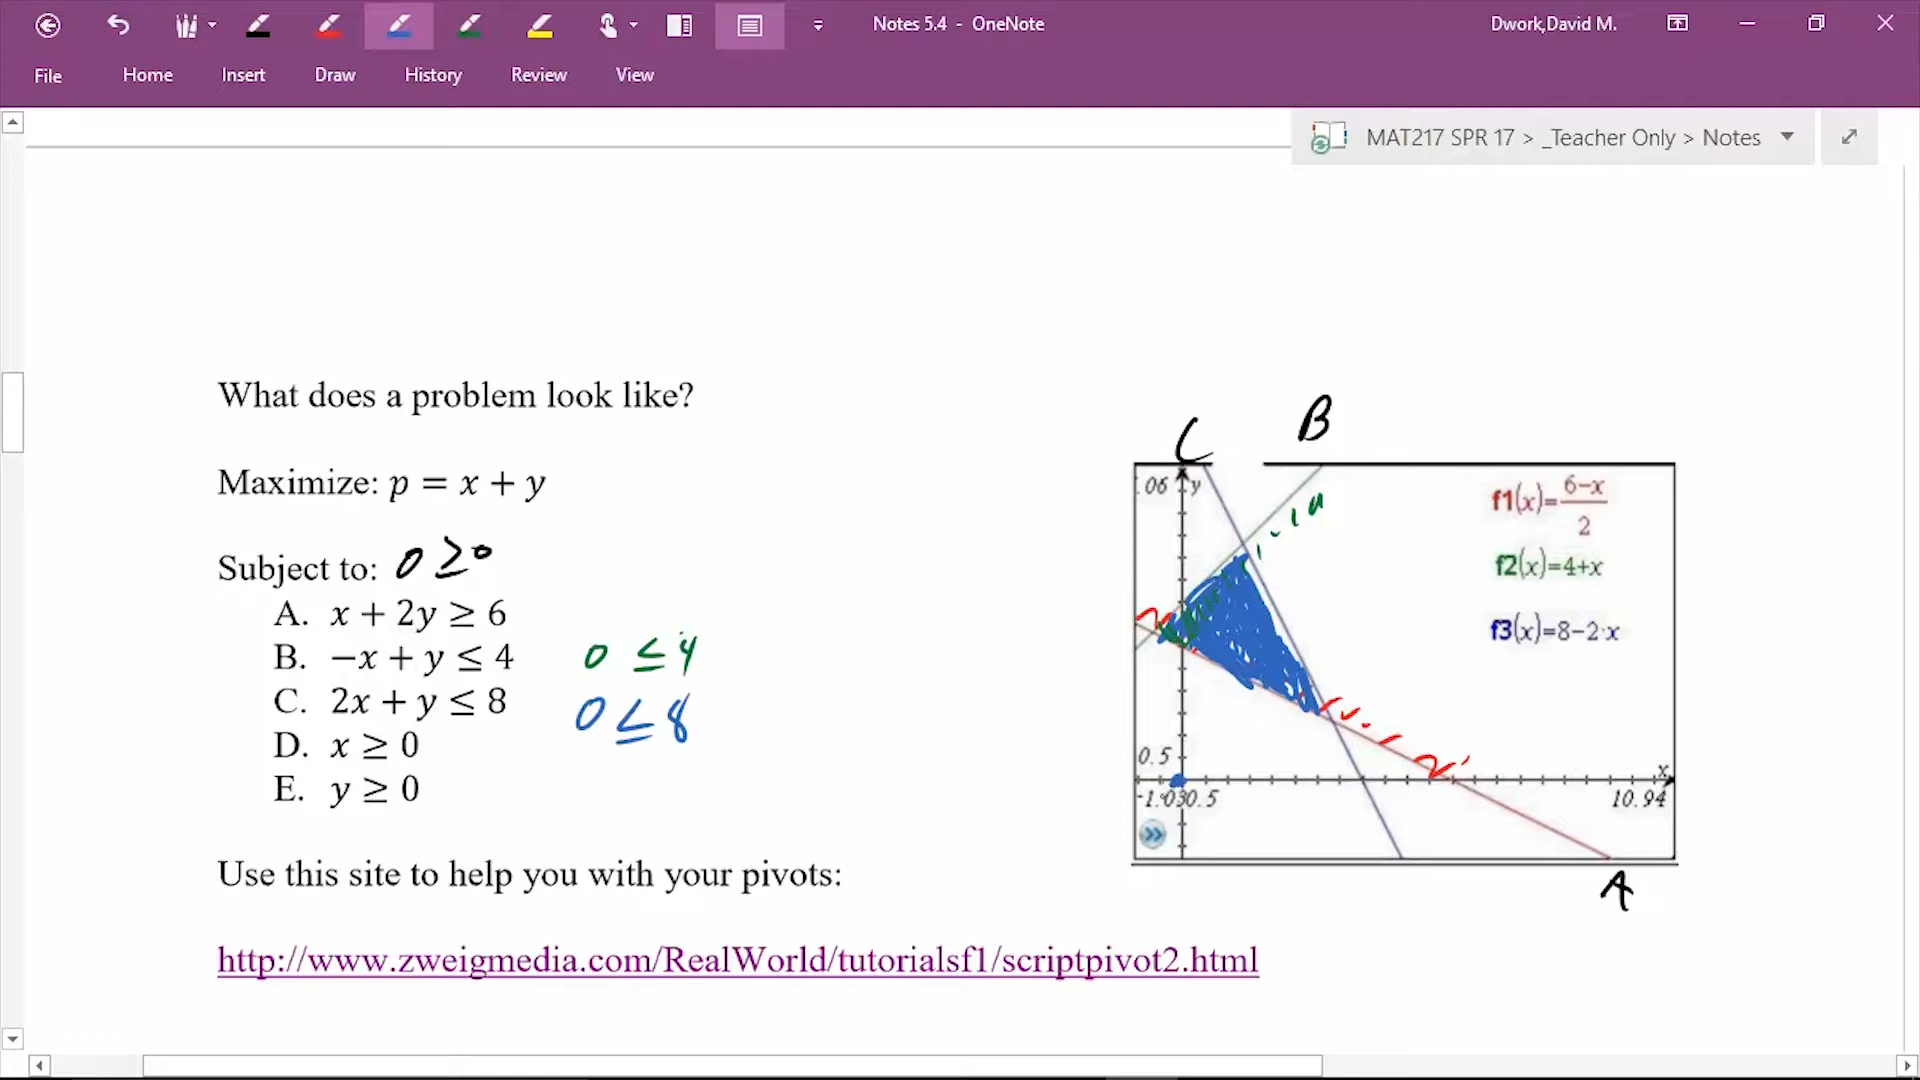 Notes 5.4 - OneNote
Dwork,David M.
File Home Insert Draw History Review View
MAT217 SPR 17 > _Teacher Only > Notes
What does a problem look like?
Maximize: p = x + y
Subject to: 0 ≥ 0
A. x + 2y ≥ 6
B. −x + y ≤ 4 0 ≤ 4
C. 2x + y ≤ 8 0 ≤ 8
D. x ≥ 0
E. y ≥ 0
C B
.06 y
f1(x)=6−x/2
f2(x)=4+x
f3(x)=8−2·x
0.5 x
0.5 10.94
A
Use this site to help you with your pivots:
http://www.zweigmedia.com/RealWorld/tutorialsf1/scriptpivot2.html